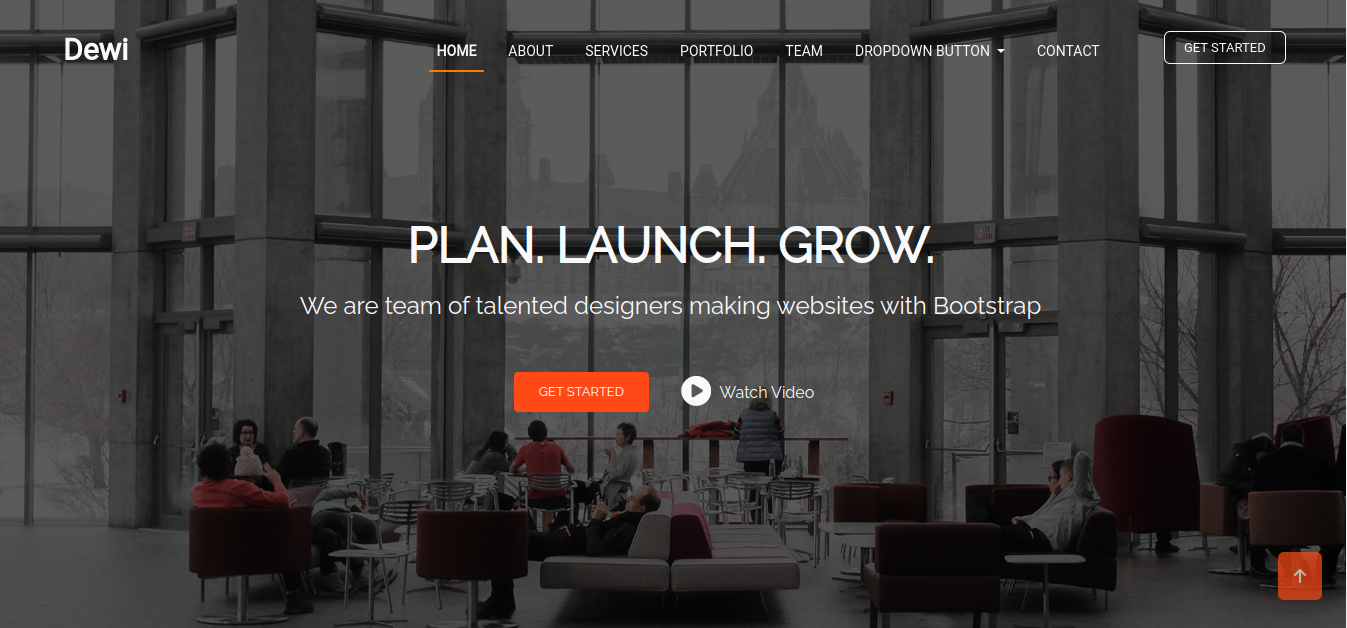 Dewi
HOME ABOUT SERVICES PORTFOLIO TEAM DROPDOWN BUTTON CONTACT GET STARTED
PLAN. LAUNCH. GROW.
We are team of talented designers making websites with Bootstrap
GET STARTED Watch Video